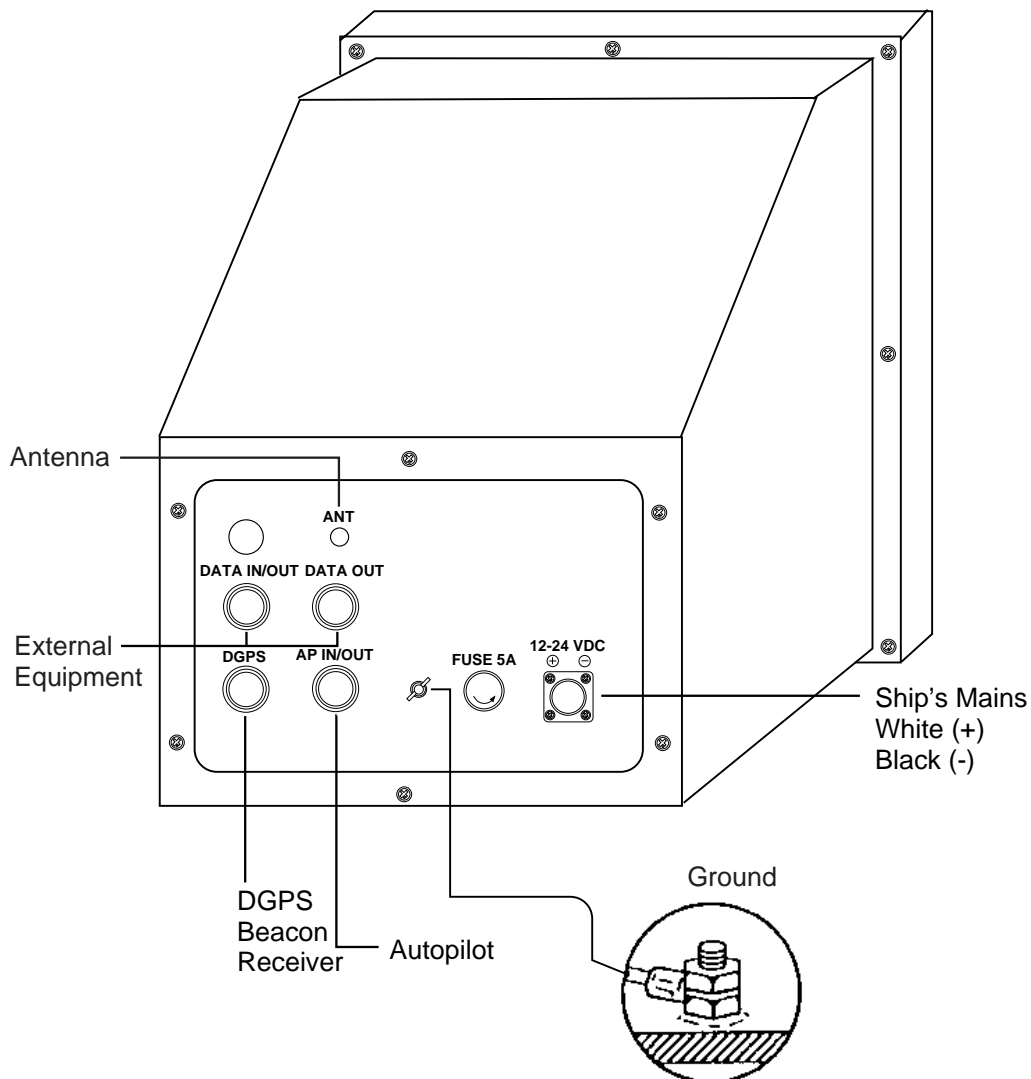 Antenna
ANT
DATA IN/OUT DATA OUT
External
Equipment
DGPS
AP IN/OUT
FUSE 5A
12-24 VDC
+ -
Ship's Mains
White (+)
Black (-)
DGPS
Beacon
Receiver
Autopilot
Ground